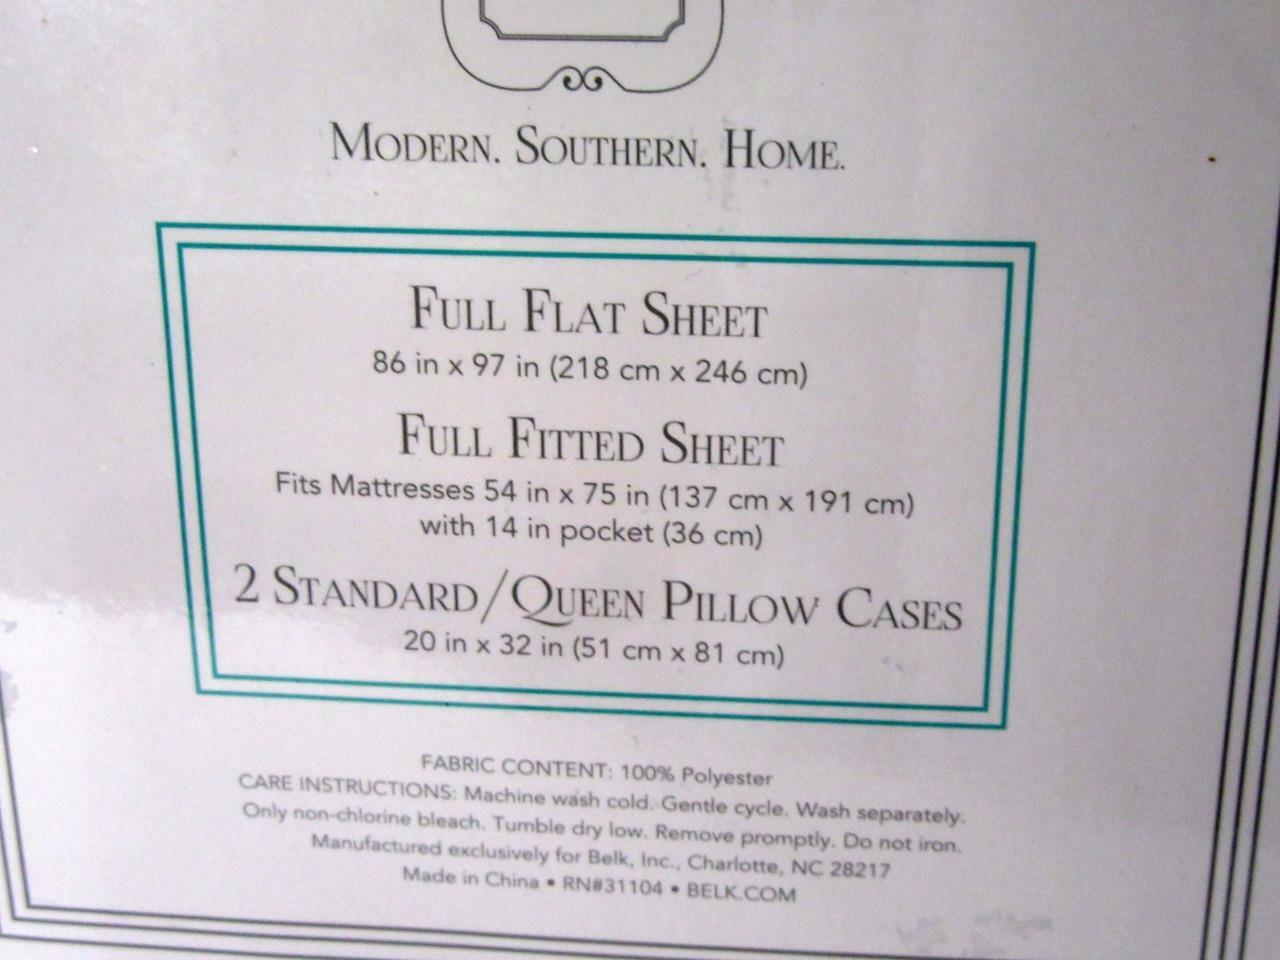 MODERN. SOUTHERN. HOME.
FULL FLAT SHEET
86 in x 97 in (218 cm x 246 cm)
FULL FITTED SHEET
Fits Mattresses 54 in x 75 in (137 cm x 191 cm)
with 14 in pocket (36 cm)
2 STANDARD/QUEEN PILLOW CASES
20 in x 32 in (51 cm x 81 cm)
FABRIC CONTENT: 100% Polyester
CARE INSTRUCTIONS: Machine wash cold. Gentle cycle. Wash separately.
Only non-chlorine bleach. Tumble dry low. Remove promptly. Do not iron.
Manufactured exclusively for Belk, Inc., Charlotte, NC 28217
Made in China • RN#31104 • BELK.COM